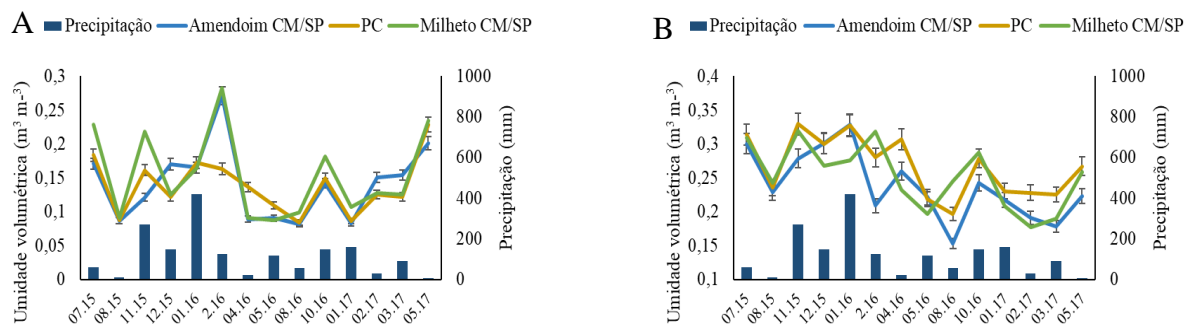 A
Precipitação Amendoim CM/SP PC Milheto CM/SP
Umidade volumétrica (m³ m-³)
0,3
0,25
0,2
0,15
0,1
0,05
0
1000
800
600
400
200
0
Precipitação (mm)
07.15 08.15 11.15 12.15 01.16 2.16 04.16 05.16 08.16 10.16 01.17 02.17 03.17 05.17
B
Precipitação Amendoim CM/SP PC Milheto CM/SP
Umidade volumétrica (m³ m-³)
0,4
0,35
0,3
0,25
0,2
0,15
0,1
1000
800
600
400
200
0
Precipitação (mm)
07.15 08.15 11.15 12.15 01.16 2.16 04.16 05.16 08.16 10.16 01.17 02.17 03.17 05.17